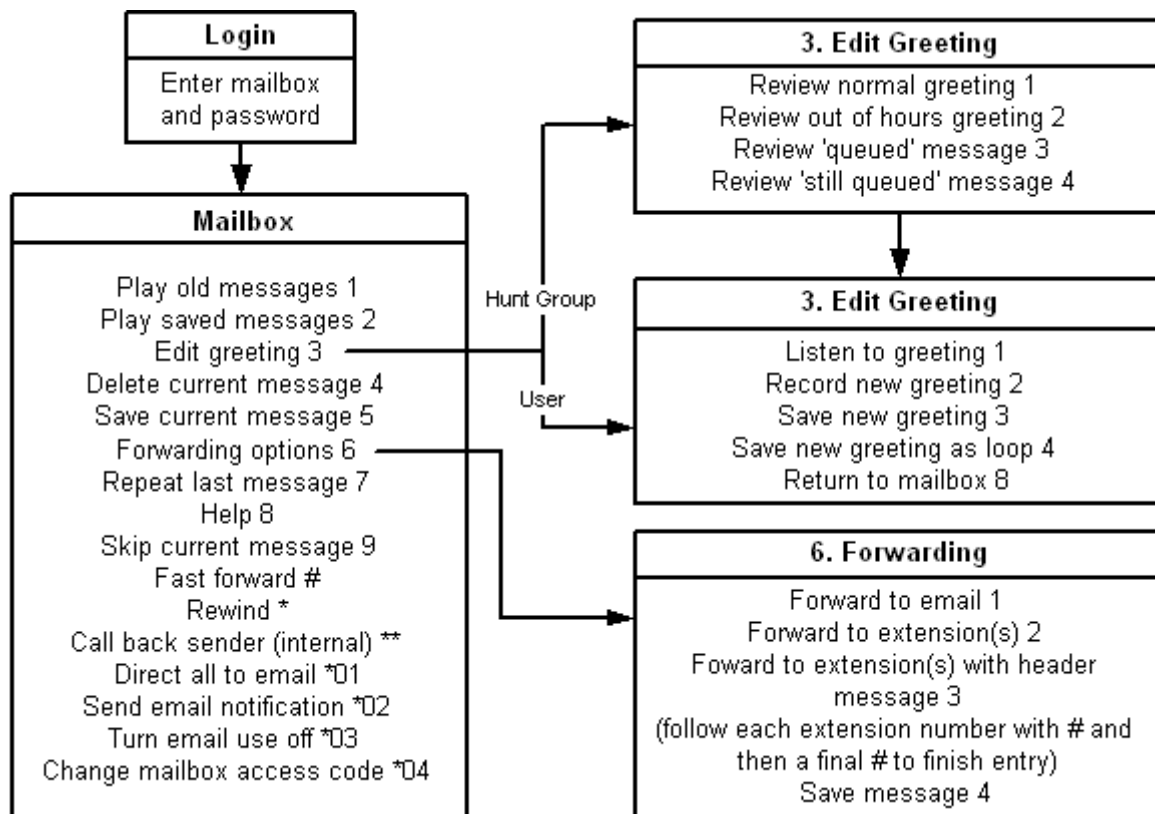 Login
Enter mailbox
and password
Mailbox
Play old messages 1
Play saved messages 2
Edit greeting 3
Delete current message 4
Save current message 5
Forwarding options 6
Repeat last message 7
Help 8
Skip current message 9
Fast forward #
Rewind *
Call back sender (internal) **
Direct all to email *01
Send email notification *02
Turn email use off *03
Change mailbox access code *04
Hunt Group
User
3. Edit Greeting
Review normal greeting 1
Review out of hours greeting 2
Review 'queued' message 3
Review 'still queued' message 4
3. Edit Greeting
Listen to greeting 1
Record new greeting 2
Save new greeting 3
Save new greeting as loop 4
Return to mailbox 8
6. Forwarding
Forward to email 1
Forward to extension(s) 2
Foward to extension(s) with header
message 3
(follow each extension number with # and
then a final # to finish entry)
Save message 4